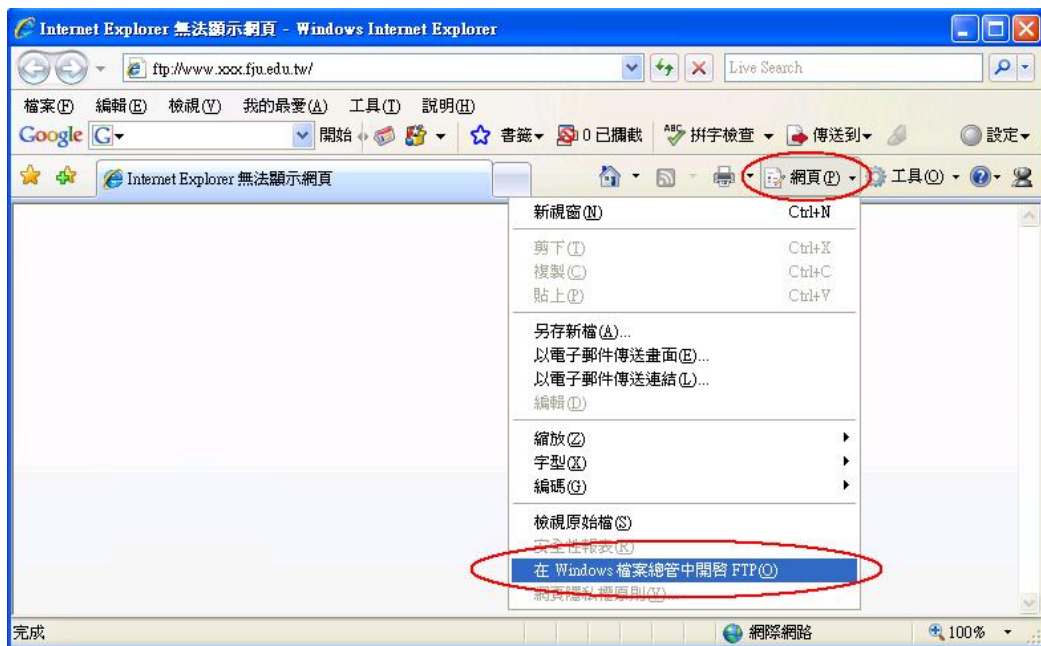 Internet Explorer 無法顯示網頁 - Windows Internet Explorer
ftp://www.xxx.fju.edu.tw/ Live Search
檔案(F) 編輯(E) 檢視(V) 我的最愛(A) 工具(T) 說明(H)
Google G 開始 書籤 0 已攔截 ABC 拼字檢查 傳送到 設定
Internet Explorer 無法顯示網頁 網頁(P) 工具(O)
新視窗(N) Ctrl+N
剪下(T) Ctrl+X
複製(C) Ctrl+C
貼上(P) Ctrl+V
另存新檔(A)...
以電子郵件傳送畫面(E)...
以電子郵件傳送連結(L)...
編輯(D)
縮放(Z)
字型(X)
編碼(G)
檢視原始檔(S)
安全性報表(R)
在 Windows 檔案總管中開啟 FTP(O)
網頁隱私權原則(V)...
完成 網際網路 100%